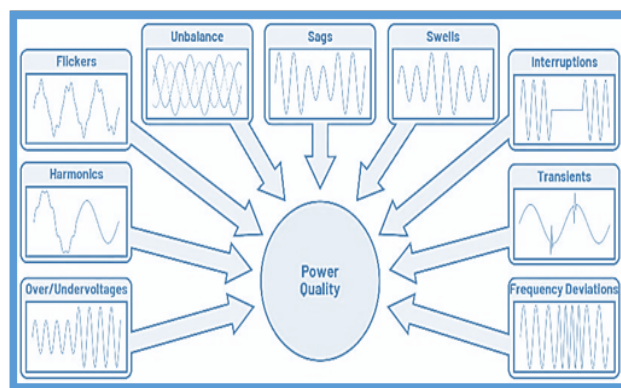 Unbalance
Sags
Swells
Flickers
Interruptions
Harmonics
Transients
Power
Quality
Over/Undervoltages
Frequency Deviations